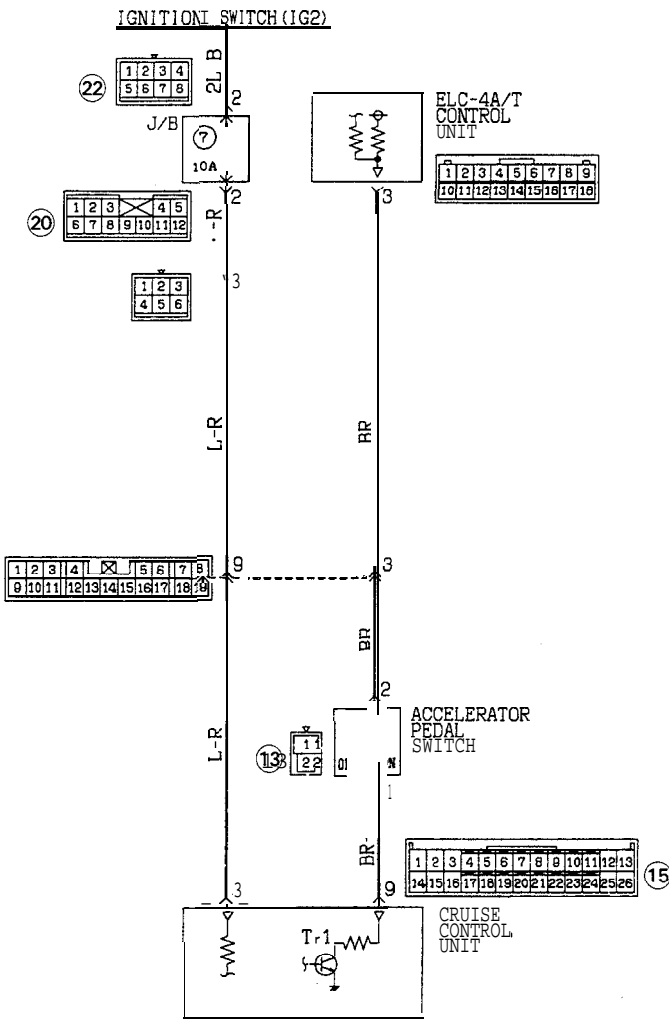 IGNITIONI SWITCH(IG2)
1 2 3 4
5 6 7 8
22
2L B
2
J/B
7
10A
2
ELC-4A/T
CONTROL
UNIT
1 2 3 4 5 6 7 8 9
10 11 12 13 14 15 16 17 18
3
20
1 2 3 4 5
6 7 8 9 10 11 12
-R
3
1 2 3
4 5 6
L-R
BR
1 2 3 4 5 6 7 8
9 10 11 12 13 14 15 16 17 18 19
9
3
BR
2
ACCELERATOR
PEDAL
SWITCH
13
1 1
2 2
L-R
1
BR
1 2 3 4 5 6 7 8 9 10 11 12 13
14 15 16 17 18 19 20 21 22 23 24 25 26
15
3
9
CRUISE
CONTROL
UNIT
Tr1